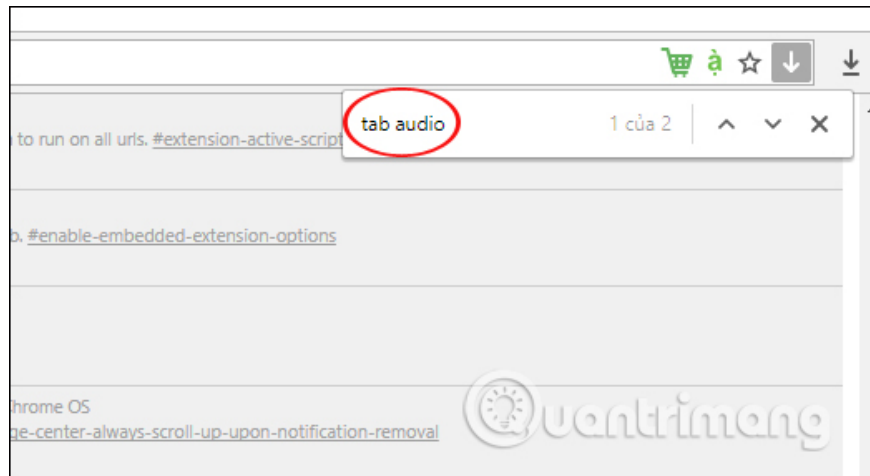 tab audio 1 của 2
to run on all urls. #extension-active-script
b. #enable-embedded-extension-options
Chrome OS
ge-center-always-scroll-up-upon-notification-removal
Quantrimang